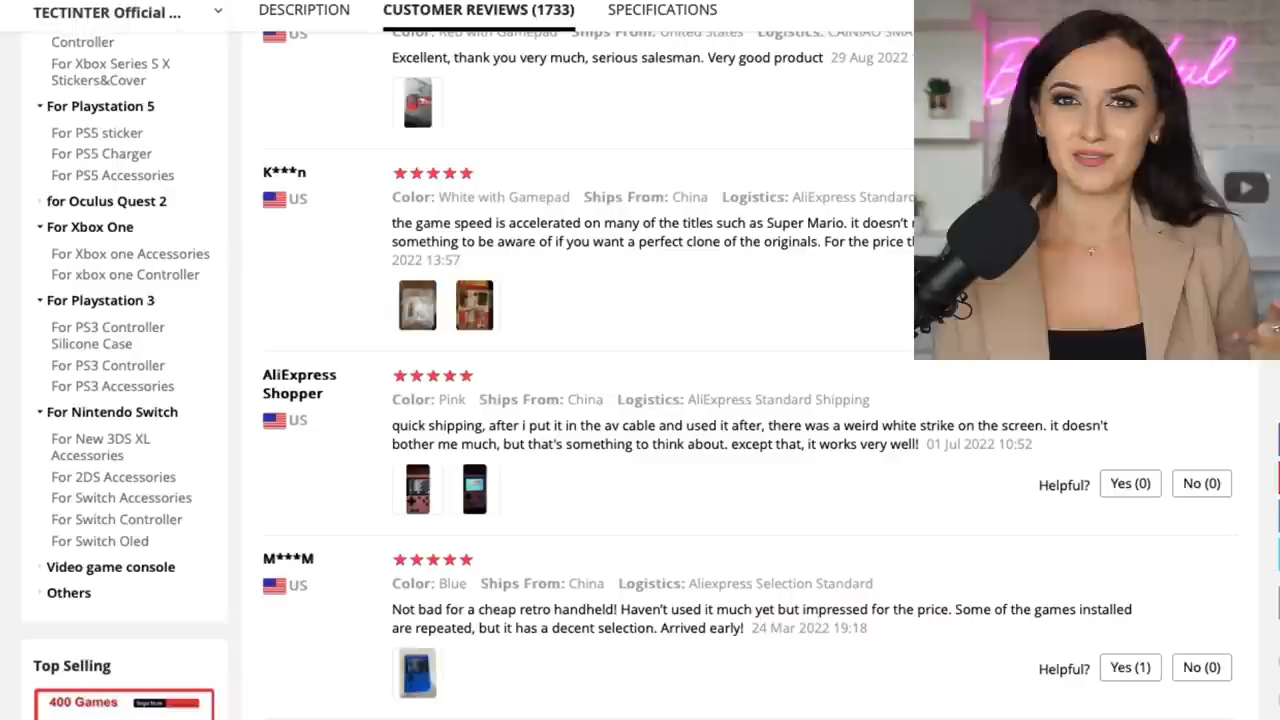 TECTINTER Official ...
DESCRIPTION
CUSTOMER REVIEWS (1733)
SPECIFICATIONS
Controller
For Xbox Series S X
Stickers&Cover
For Playstation 5
For PS5 sticker
For PS5 Charger
For PS5 Accessories
for Oculus Quest 2
For Xbox One
For Xbox one Accessories
For xbox one Controller
For Playstation 3
For PS3 Controller
Silicone Case
For PS3 Controller
For PS3 Accessories
For Nintendo Switch
For New 3DS XL
Accessories
For 2DS Accessories
For Switch Accessories
For Switch Controller
For Switch Oled
Video game console
Others
Top Selling
400 Games
US
Color: Red with Gamepad Ships From: United States Logistics: CAINIAO
Excellent, thank you very much, serious salesman. Very good product 29 Aug 2022
K***n
US
Color: White with Gamepad Ships From: China Logistics: AliExpress Standard
the game speed is accelerated on many of the titles such as Super Mario. it doesn't
something to be aware of if you want a perfect clone of the originals. For the price
2022 13:57
AliExpress
Shopper
US
Color: Pink Ships From: China Logistics: AliExpress Standard Shipping
quick shipping, after i put it in the av cable and used it after, there was a weird white strike on the screen. it doesn't
bother me much, but that's something to think about. except that, it works very well! 01 Jul 2022 10:52
Helpful? Yes (0) No (0)
M***M
US
Color: Blue Ships From: China Logistics: Aliexpress Selection Standard
Not bad for a cheap retro handheld! Haven't used it much yet but impressed for the price. Some of the games installed
are repeated, but it has a decent selection. Arrived early! 24 Mar 2022 19:18
Helpful? Yes (1) No (0)